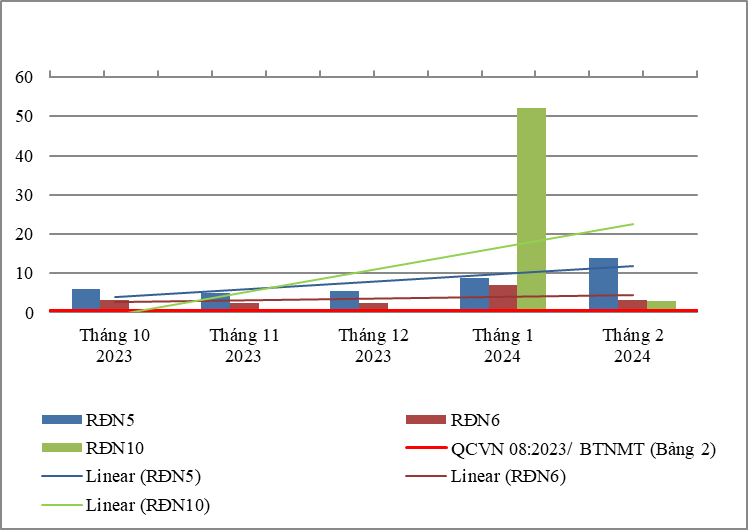 60
50
40
30
20
10
0
Tháng 10
2023
Tháng 11
2023
Tháng 12
2023
Tháng 1
2024
Tháng 2
2024
RĐN5
RĐN6
RĐN10
QCVN 08:2023/ BTNMT (Bảng 2)
Linear (RĐN5)
Linear (RĐN6)
Linear (RĐN10)